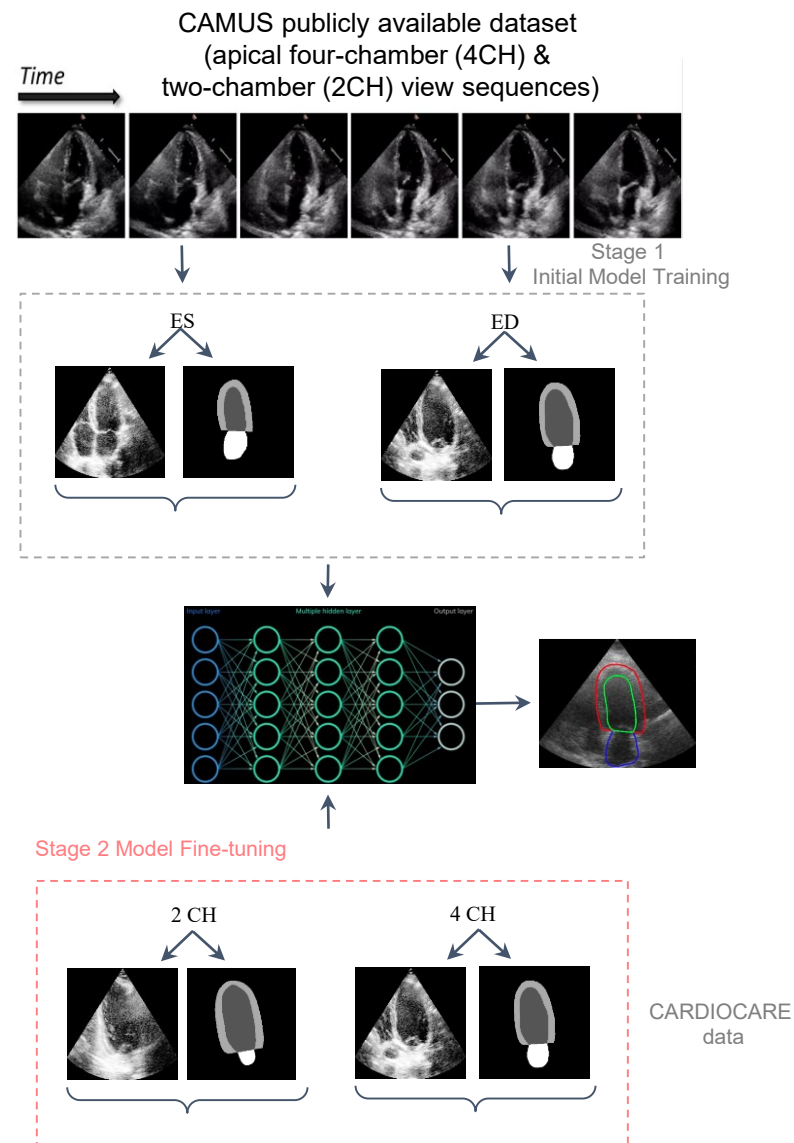 CAMUS publicly available dataset
(apical four-chamber (4CH) &
two-chamber (2CH) view sequences)
Time
Stage 1
Initial Model Training
ES
ED
Input layer
Multiple hidden layer
Output layer
Stage 2 Model Fine-tuning
2 CH
4 CH
CARDIOCARE
data